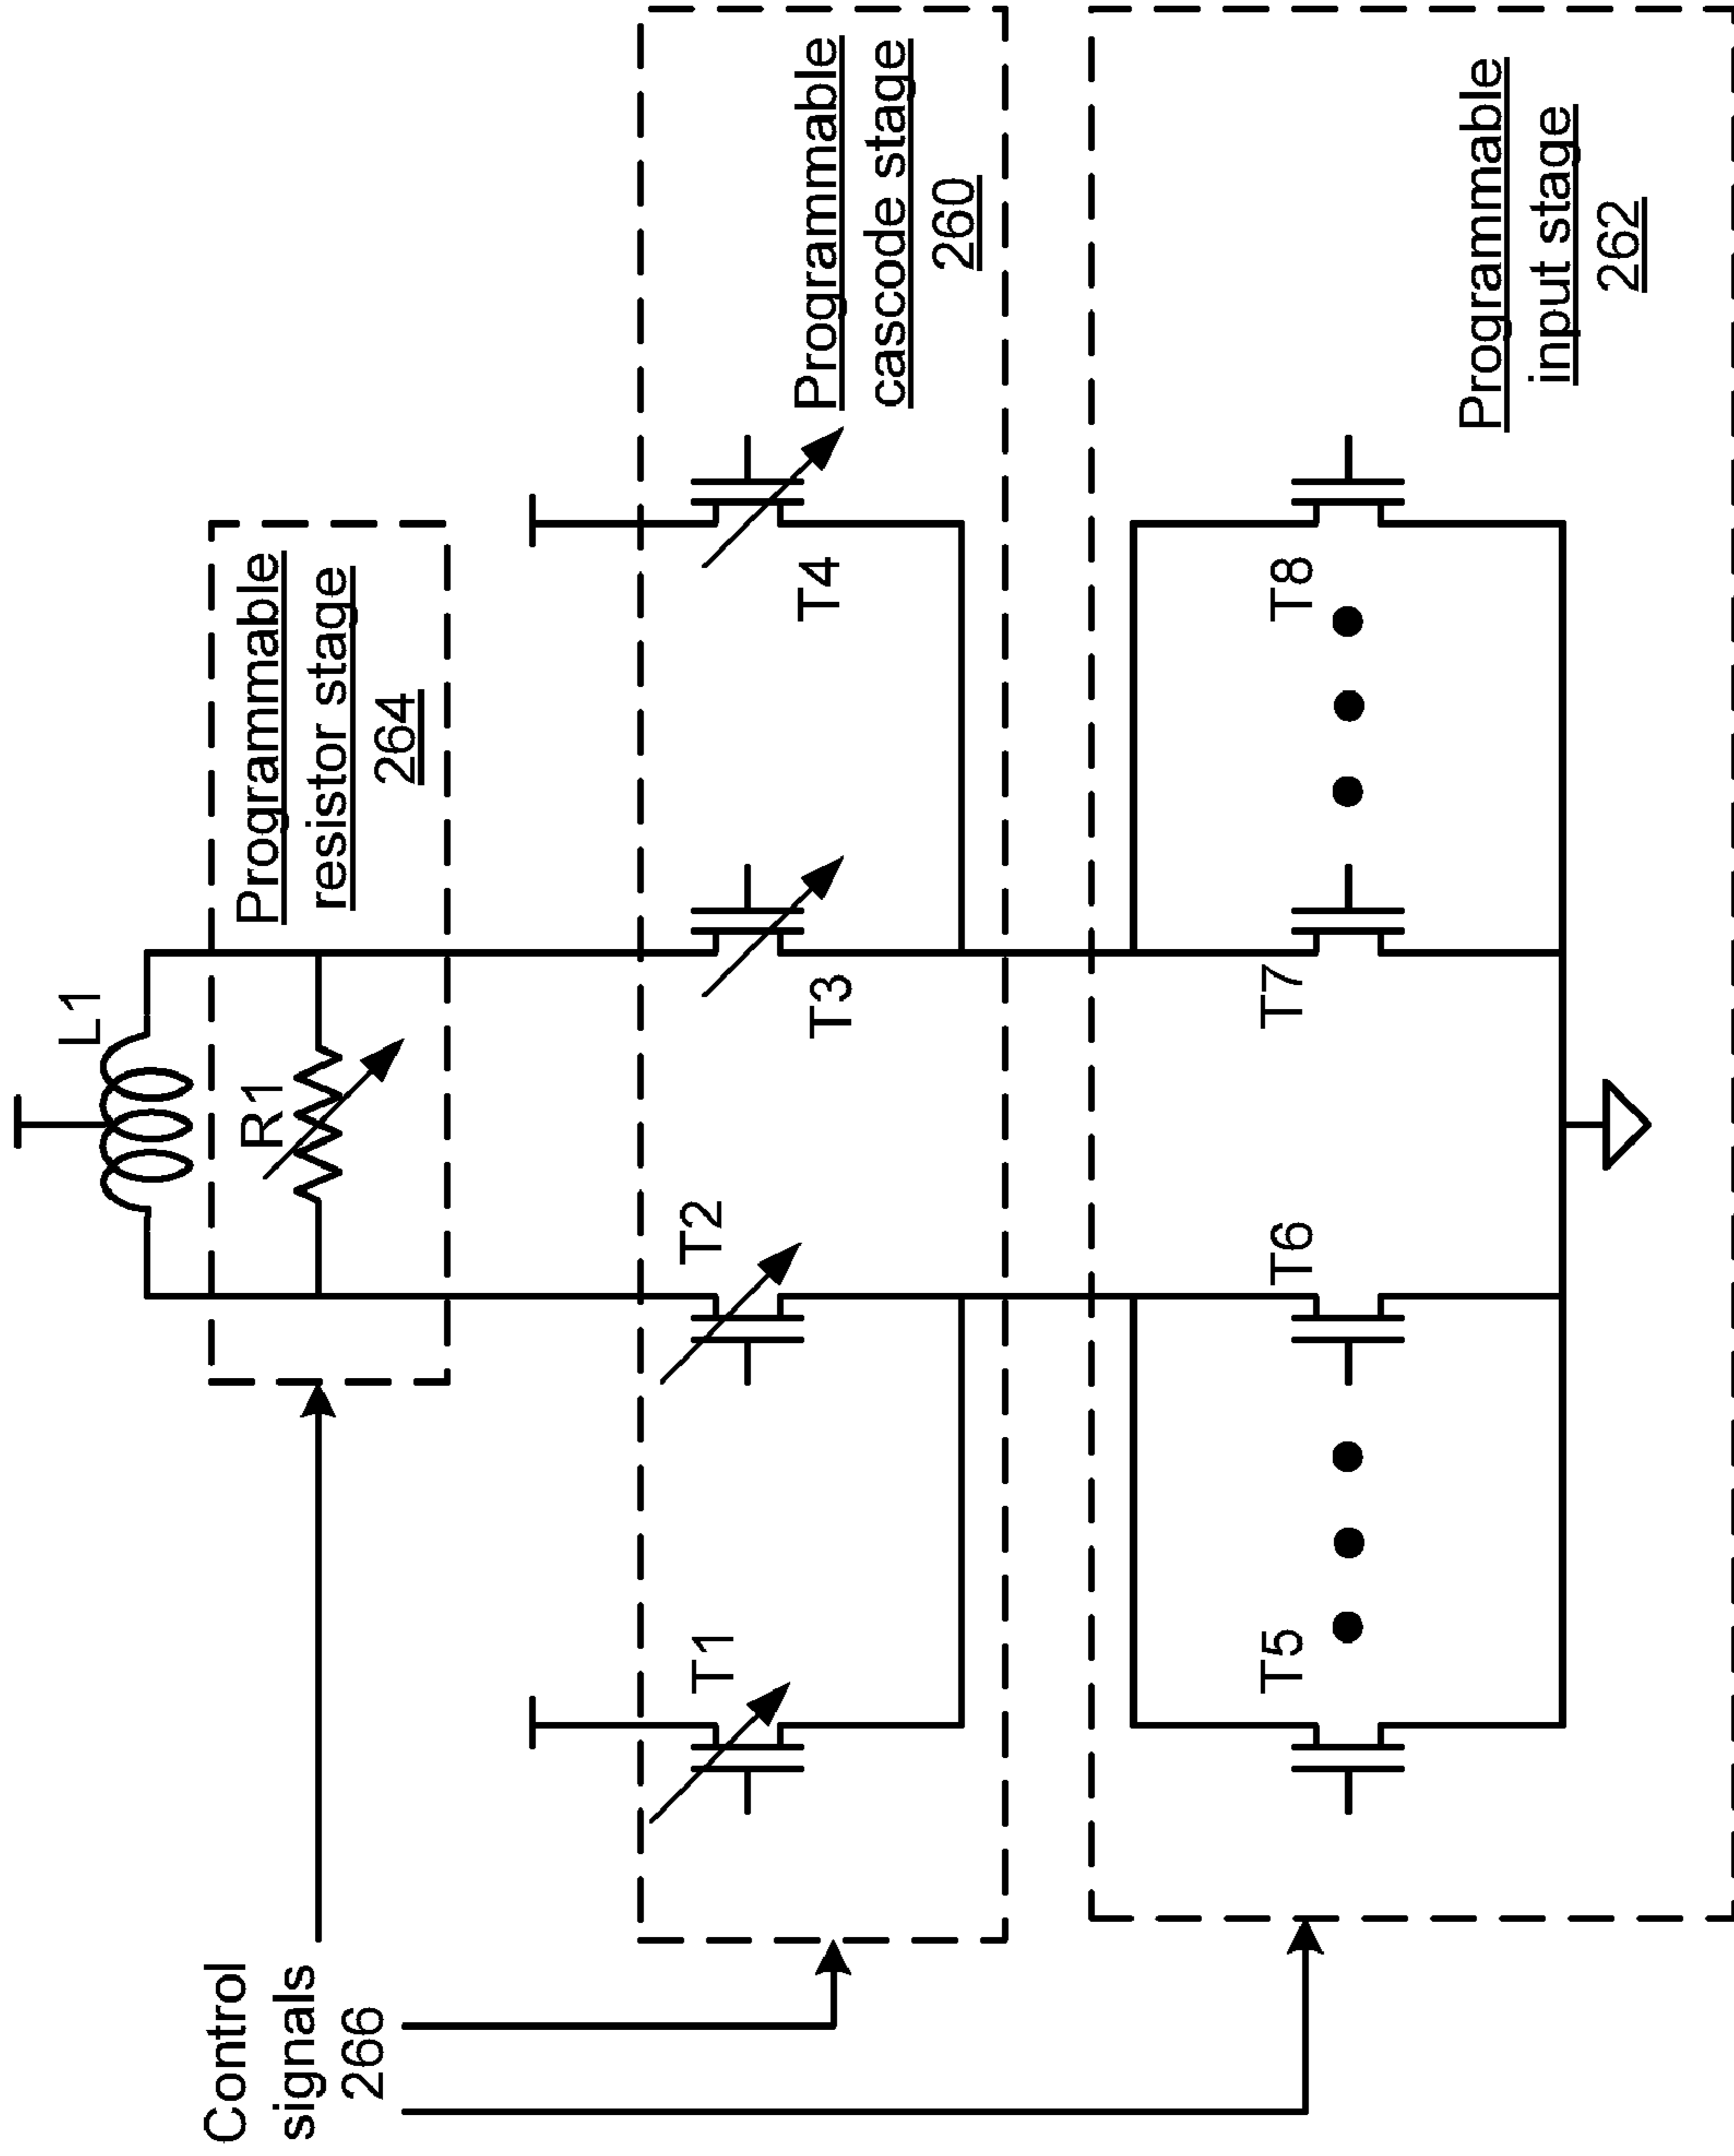 Control
signals
266
L1
R1
Programmable
resistor stage
264
T1
T2
T3
T4
Programmable
cascode stage
260
T5
T6
T7
T8
Programmable
input stage
262